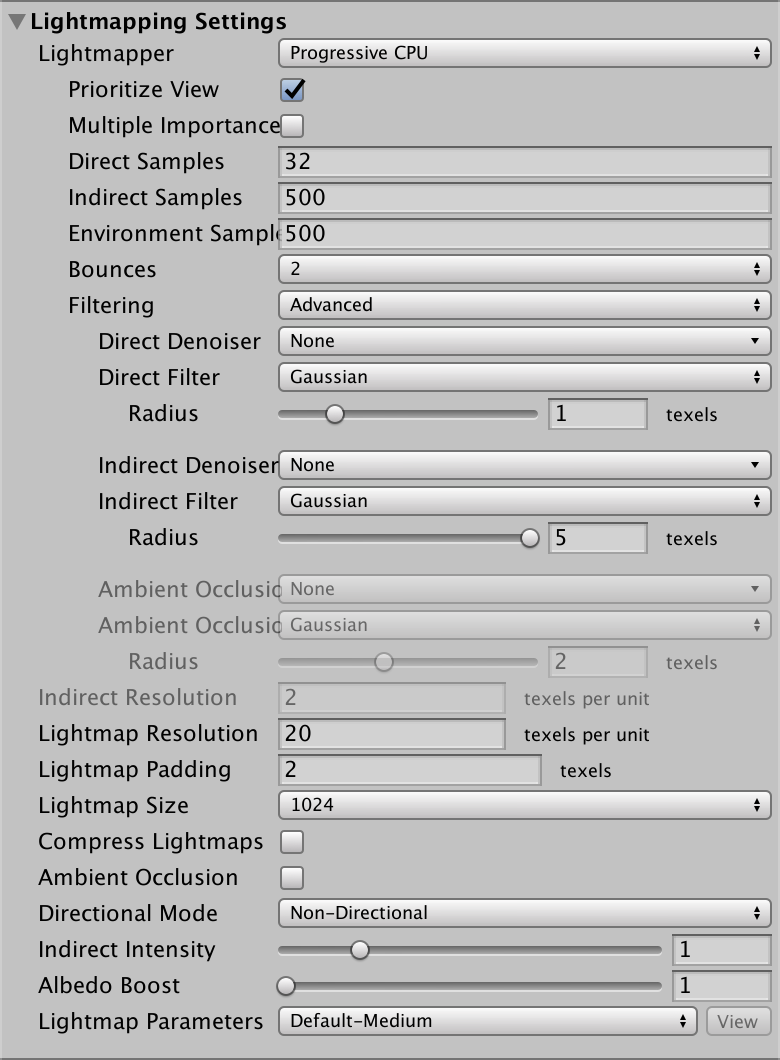 Lightmapping Settings
Lightmapper Progressive CPU
Prioritize View
Multiple Importance
Direct Samples 32
Indirect Samples 500
Environment Sample 500
Bounces 2
Filtering Advanced
Direct Denoiser None
Direct Filter Gaussian
Radius 1 texels
Indirect Denoiser None
Indirect Filter Gaussian
Radius 5 texels
Ambient Occlusio None
Ambient Occlusio Gaussian
Radius 2 texels
Indirect Resolution 2 texels per unit
Lightmap Resolution 20 texels per unit
Lightmap Padding 2 texels
Lightmap Size 1024
Compress Lightmaps
Ambient Occlusion
Directional Mode Non-Directional
Indirect Intensity 1
Albedo Boost 1
Lightmap Parameters Default-Medium View